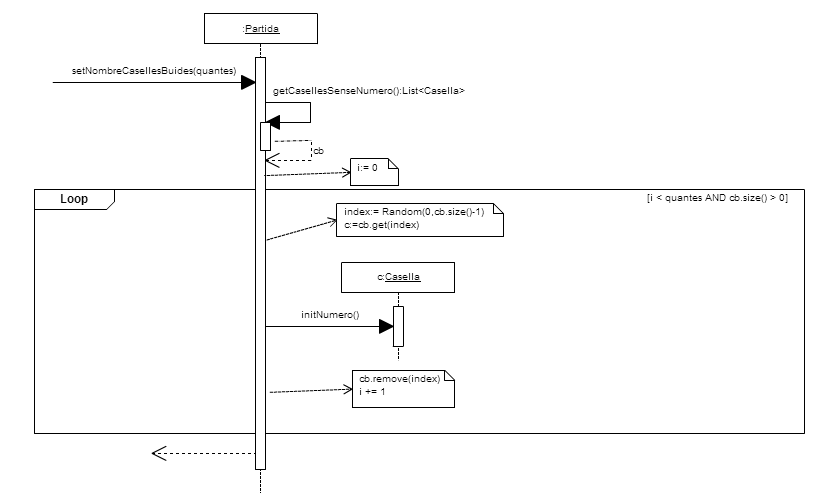 :Partida
setNombreCasellesBuides(quantes)
getCasellesSenseNumero():List<Casella>
cb
i:= 0
Loop
[i < quantes AND cb.size() > 0]
index:= Random(0,cb.size()-1)
c:=cb.get(index)
c:Casella
initNumero()
cb.remove(index)
i += 1